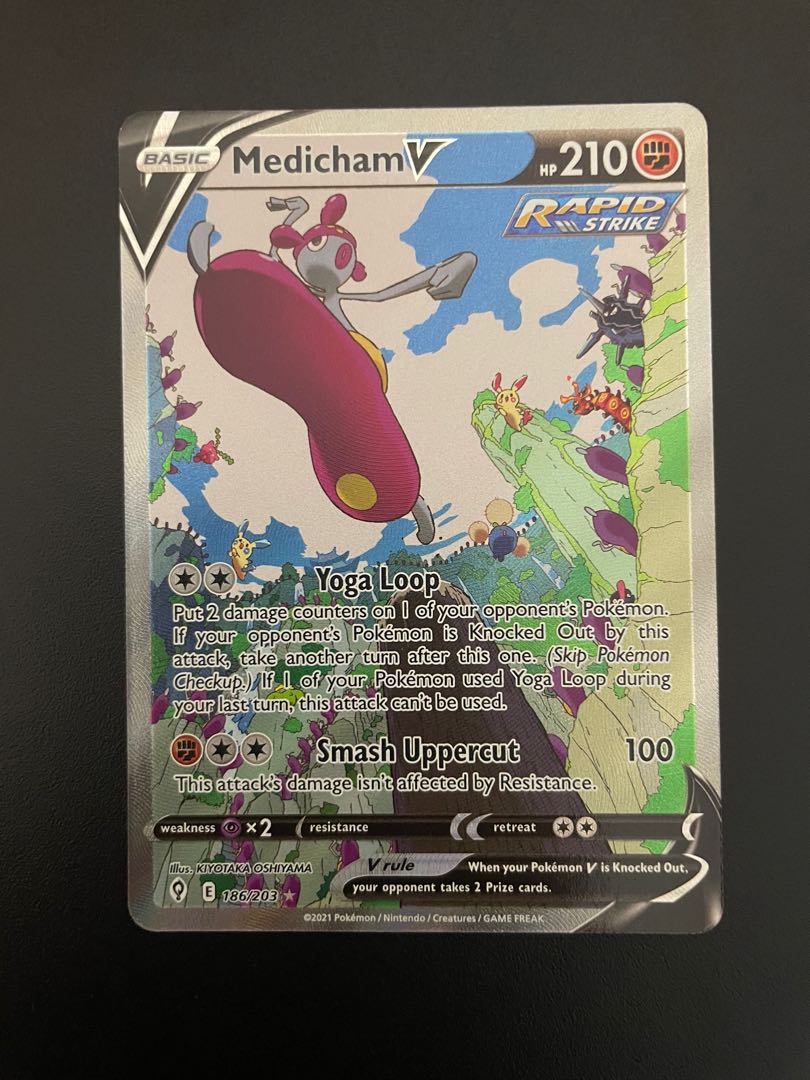 BASIC Medicham V HP 210
RAPID
STRIKE
Yoga Loop
Put 2 damage counters on 1 of your opponent's Pokémon.
If your opponent's Pokémon is Knocked Out by this
attack, take another turn after this one. (Skip Pokémon
Checkup.) If 1 of your Pokémon used Yoga Loop during
your last turn, this attack can't be used.
Smash Uppercut 100
This attack's damage isn't affected by Resistance.
weakness ×2 resistance retreat
Illus. KIYOTAKA OSHIYAMA
V rule When your Pokémon V is Knocked Out,
your opponent takes 2 Prize cards.
E 186/203
©2021 Pokémon / Nintendo / Creatures / GAME FREAK